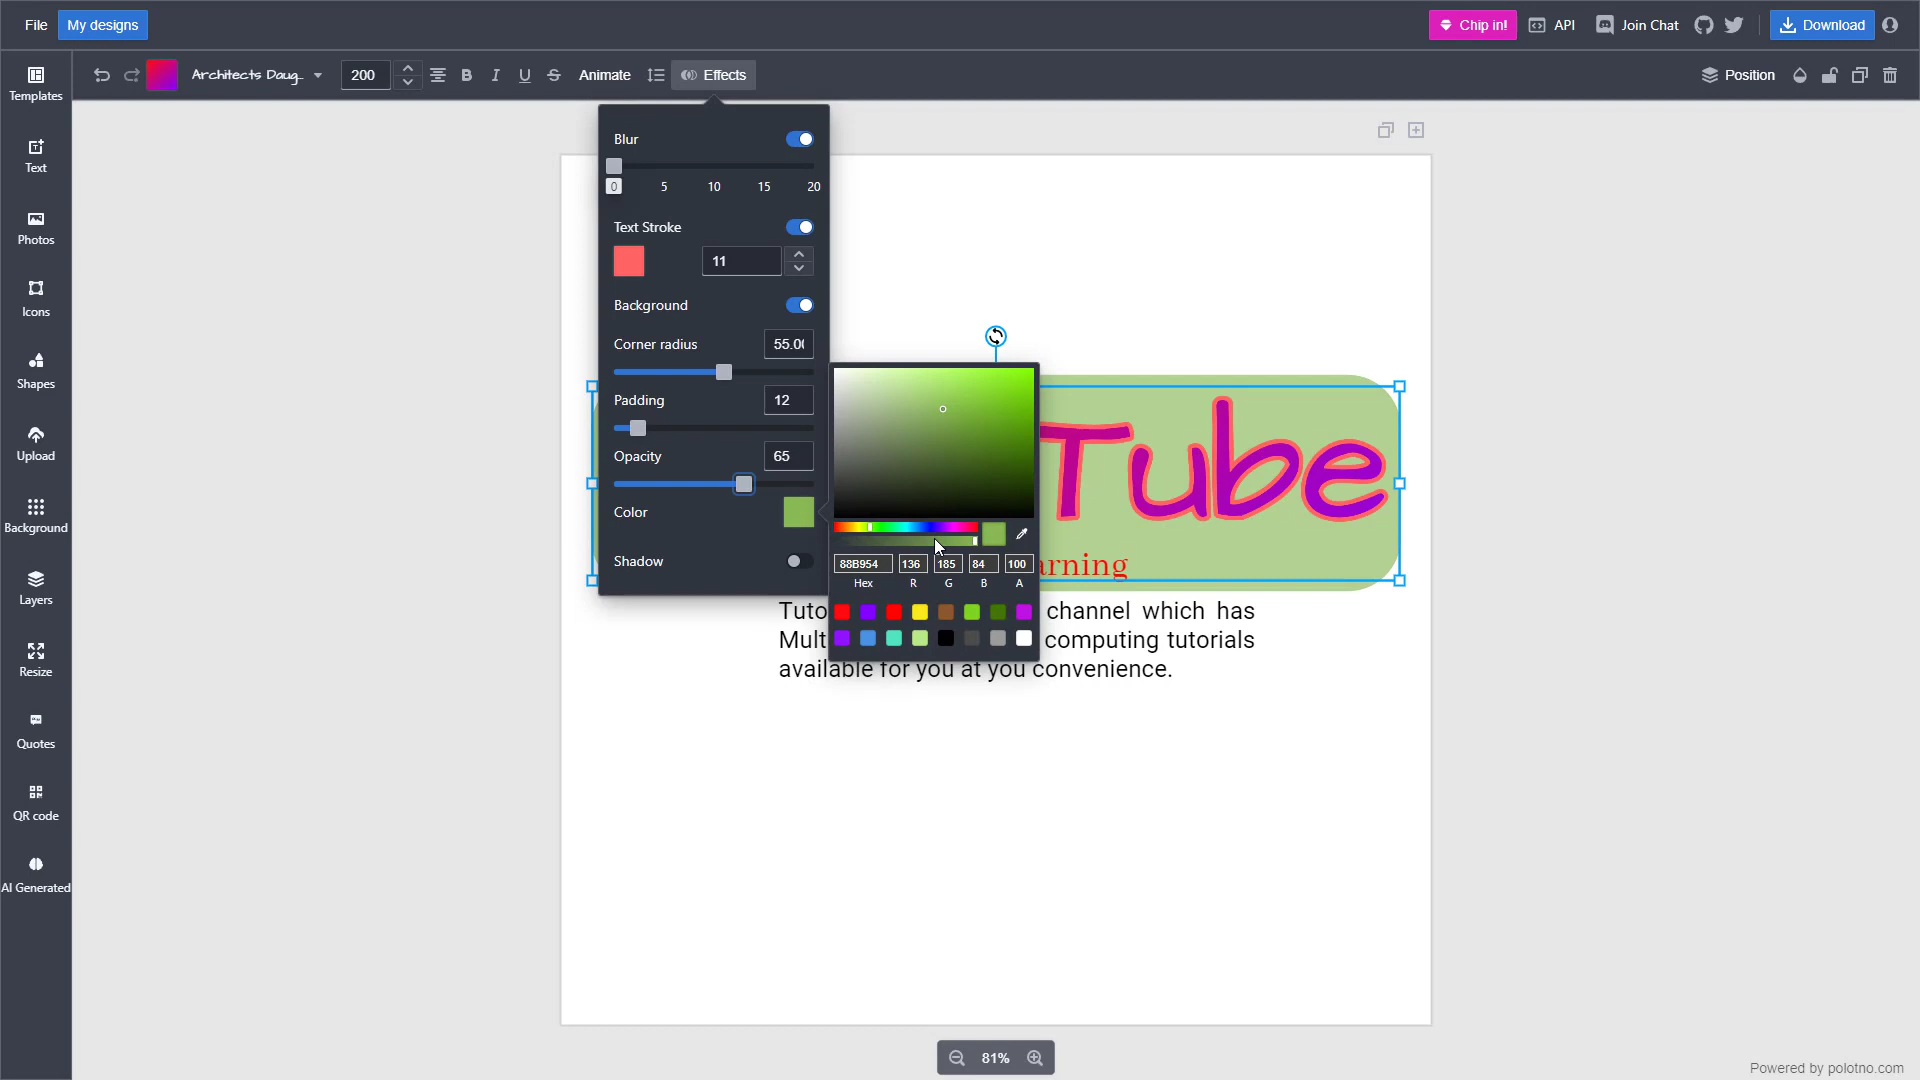 File My designs Chip in! API Join Chat Download
Architects Daug... 200 B I U S Animate Effects Position
Templates
Text
Photos
Icons
Shapes
Upload
Background
Layers
Resize
Quotes
QR code
AI Generated
Blur
0 5 10 15 20
Text Stroke
11
Background
Corner radius 55.00
Padding 12
Opacity 65
Color
Shadow
88B954 136 185 84 100
Hex R G B A
Tube
arning
Tuto channel which has
Mult computing tutorials
available for you at you convenience.
81%
Powered by polotno.com